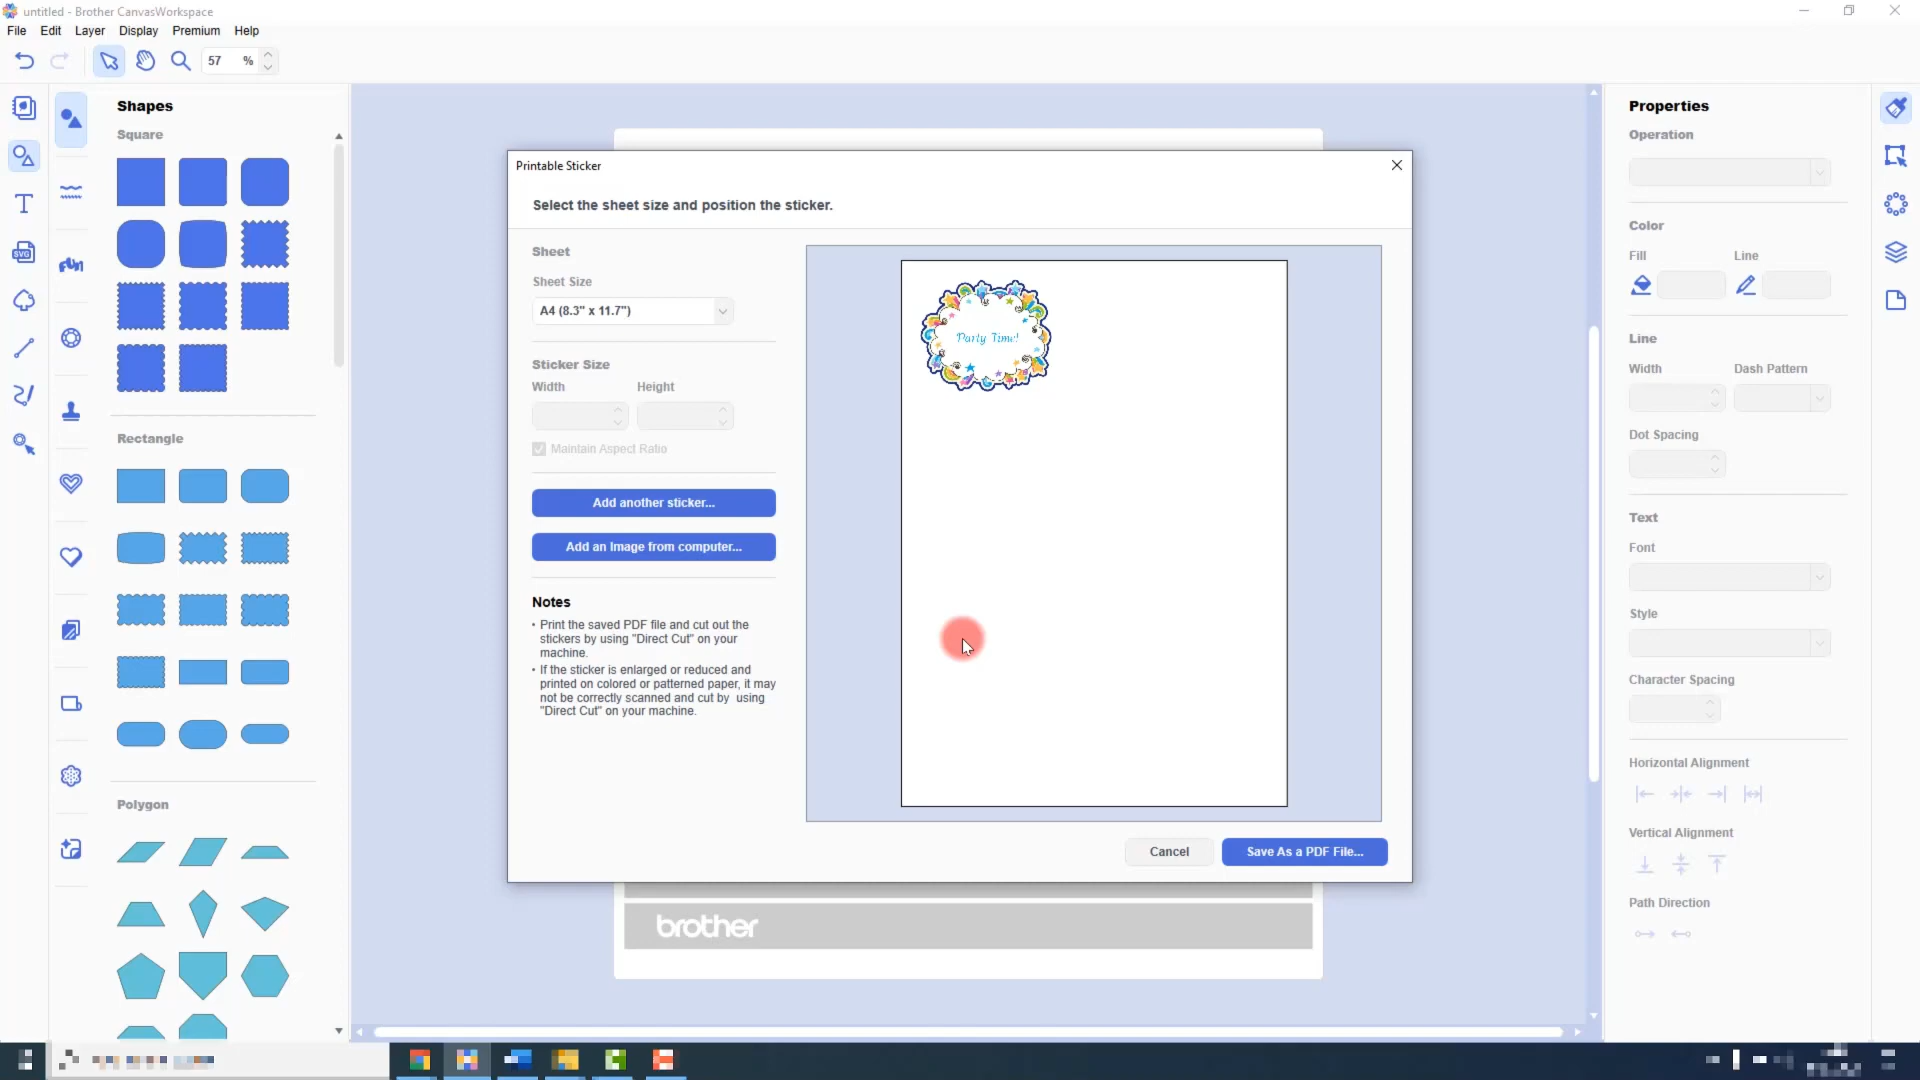 untitled - Brother CanvasWorkspace
File Edit Layer Display Premium Help
57 %
Shapes
Square
Rectangle
Polygon
SVG
Fun
Printable Sticker
Select the sheet size and position the sticker.
Sheet
Sheet Size
A4 (8.3" x 11.7")
Sticker Size
Width Height
Maintain Aspect Ratio
Add another sticker...
Add an Image from computer...
Notes
• Print the saved PDF file and cut out the
stickers by using "Direct Cut" on your
machine.
• If the sticker is enlarged or reduced and
printed on colored or patterned paper, it may
not be correctly scanned and cut by using
"Direct Cut" on your machine.
Party Time!
Cancel
Save As a PDF File...
brother
Properties
Operation
Color
Fill Line
Line
Width Dash Pattern
Dot Spacing
Text
Font
Style
Character Spacing
Horizontal Alignment
Vertical Alignment
Path Direction